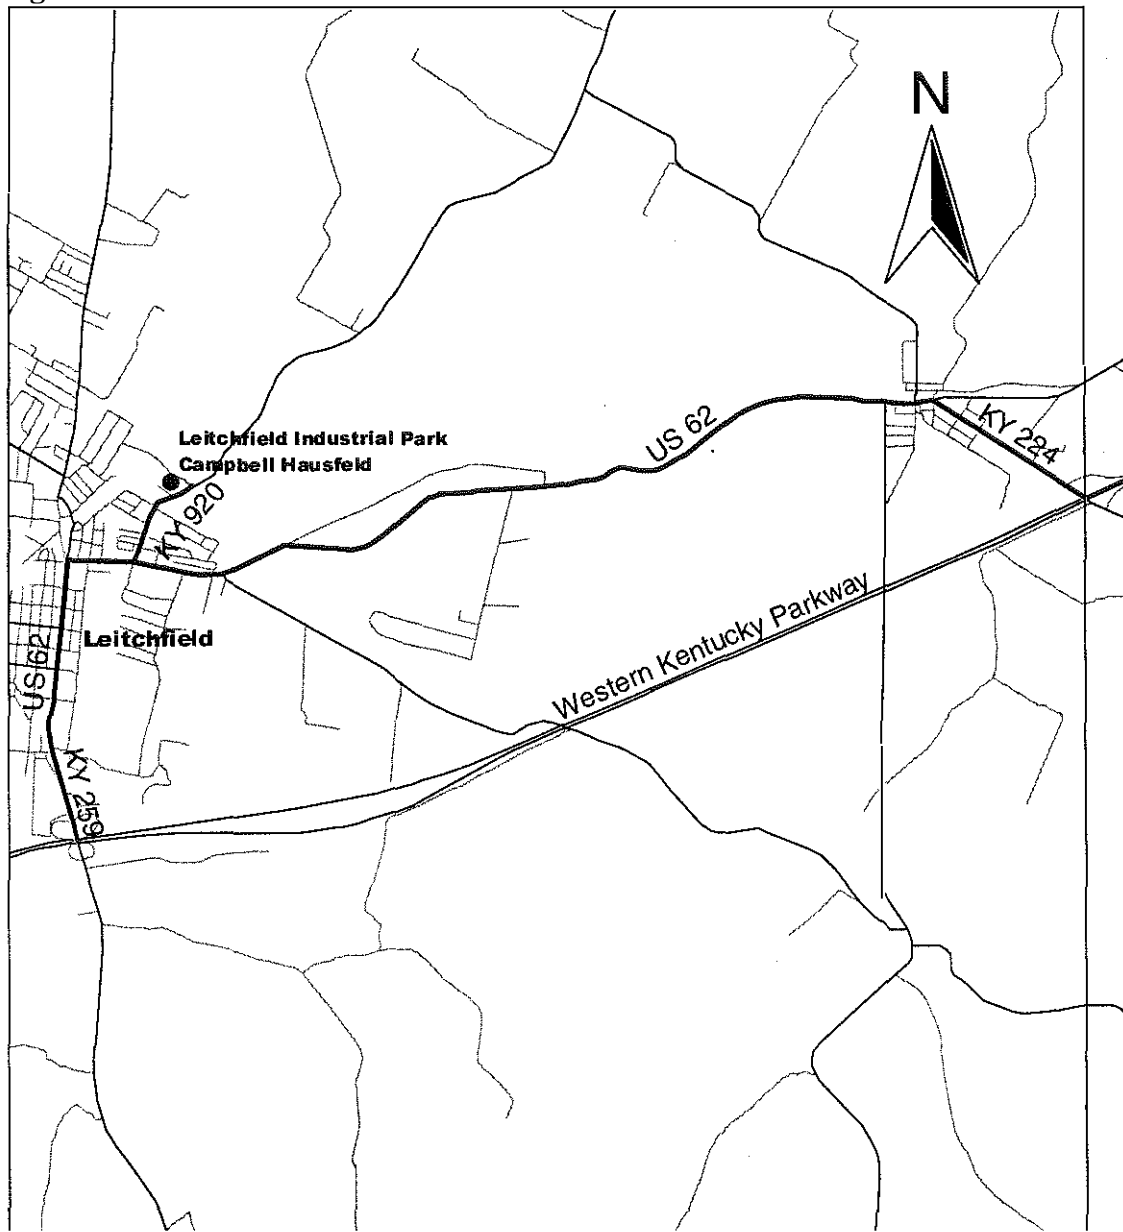 N
Leitchfield Industrial Park
Campbell Hausfeld
KY 920
US 62
KY 224
Western Kentucky Parkway
Leitchfield
US 62
KY 259